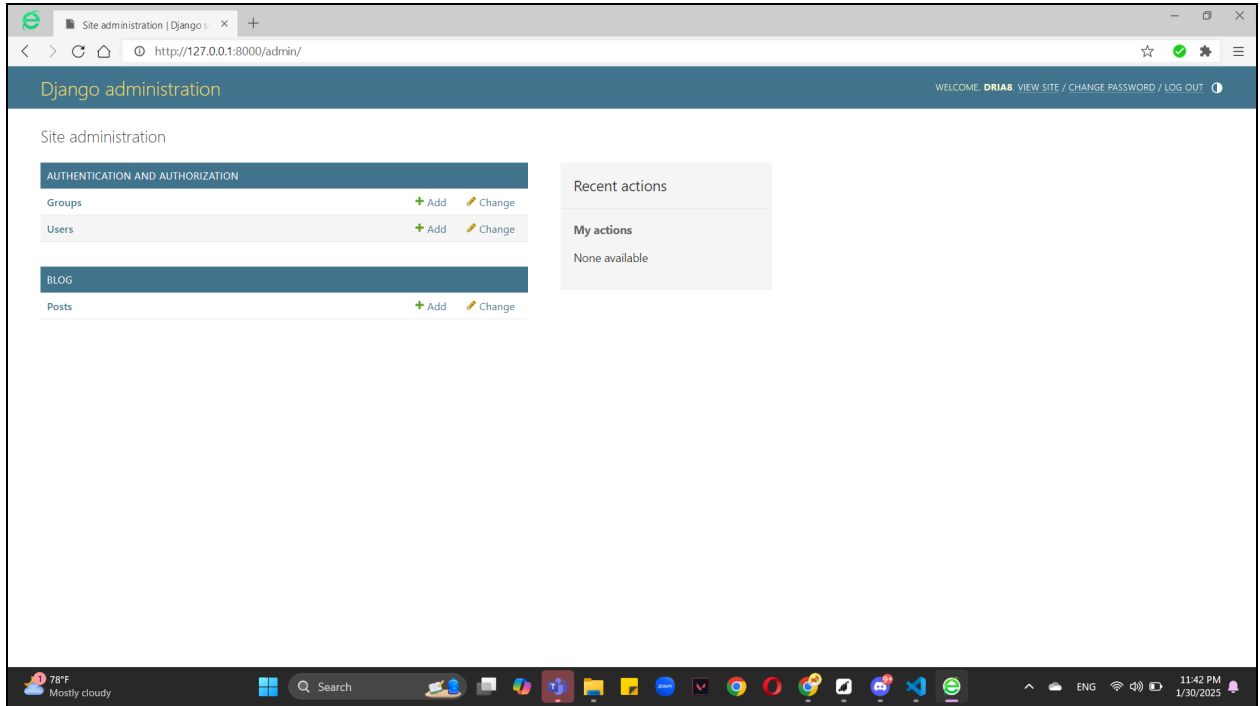 Site administration | Django s
http://127.0.0.1:8000/admin/
Django administration
WELCOME, DRIA8. VIEW SITE / CHANGE PASSWORD / LOG OUT
Site administration
AUTHENTICATION AND AUTHORIZATION
Groups + Add Change
Users + Add Change
BLOG
Posts + Add Change
Recent actions
My actions
None available
1
78°F
Mostly cloudy
Search
zoom
ENG
11:42 PM
1/30/2025